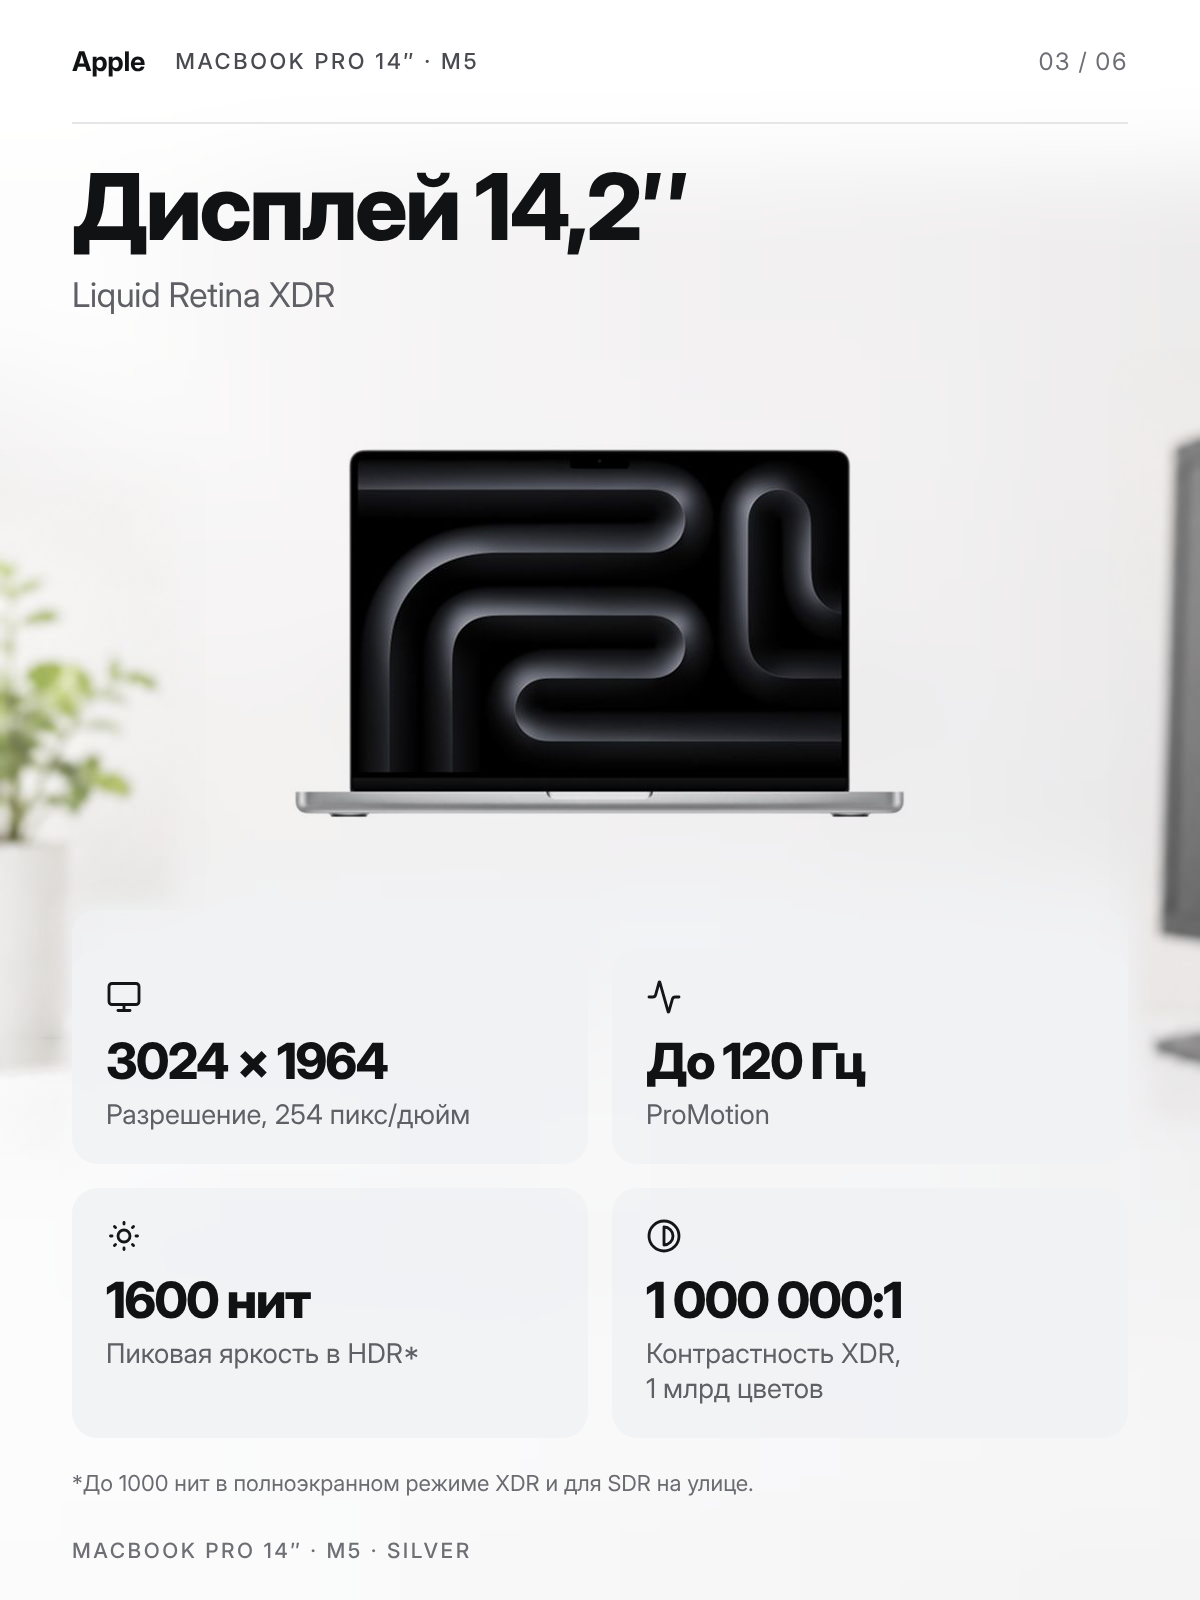 Apple MACBOOK PRO 14″ · M5 03 / 06
Дисплей 14,2″
Liquid Retina XDR
3024 × 1964
Разрешение, 254 пикс/дюйм
До 120 Гц
ProMotion
1600 нит
Пиковая яркость в HDR*
1 000 000:1
Контрастность XDR,
1 млрд цветов
*До 1000 нит в полноэкранном режиме XDR и для SDR на улице.
MACBOOK PRO 14″ · M5 · SILVER